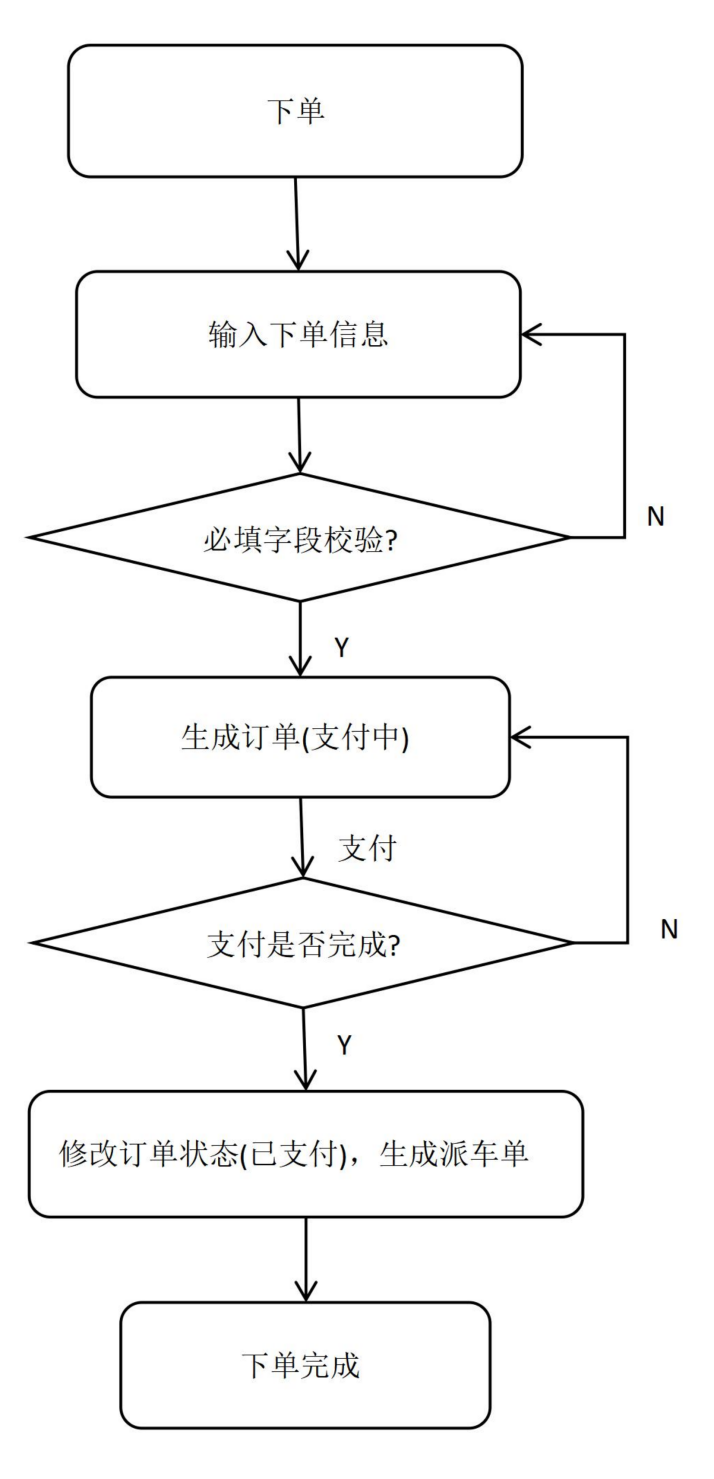 下单
输入下单信息
必填字段校验?
N
Y
生成订单(支付中)
支付
支付是否完成?
N
Y
修改订单状态(已支付)，生成派车单
下单完成